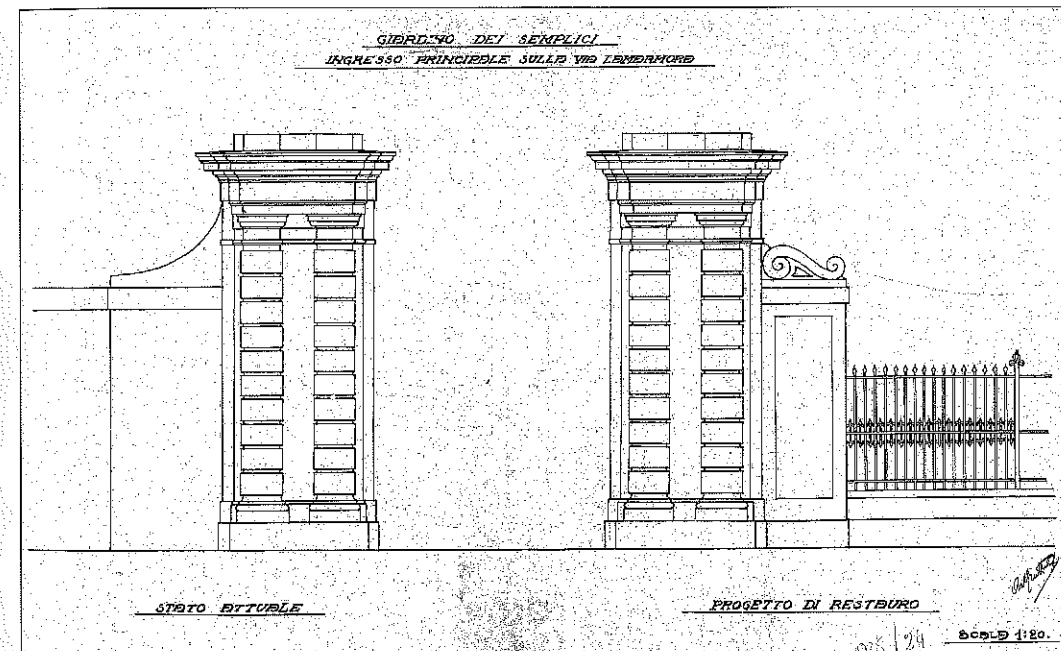 GIARDINO DEI SEMPLICI
INGRESSO PRINCIPALE SULLA VIA LAMARMORA
STATO ATTUALE
PROGETTO DI RESTAURO
SCALA 1:20.